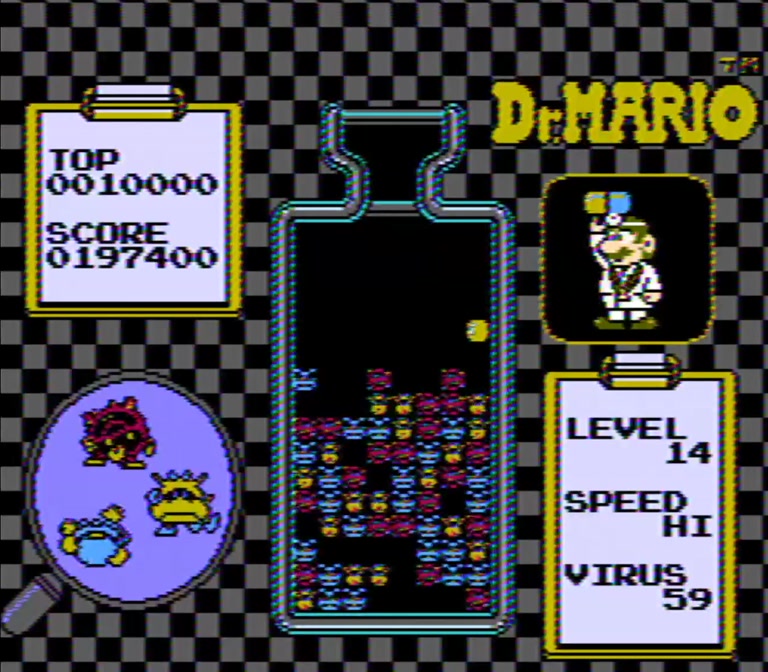 TM
Dr. MARIO
TOP
0010000
SCORE
0197400
LEVEL
14
SPEED
HI
VIRUS
59